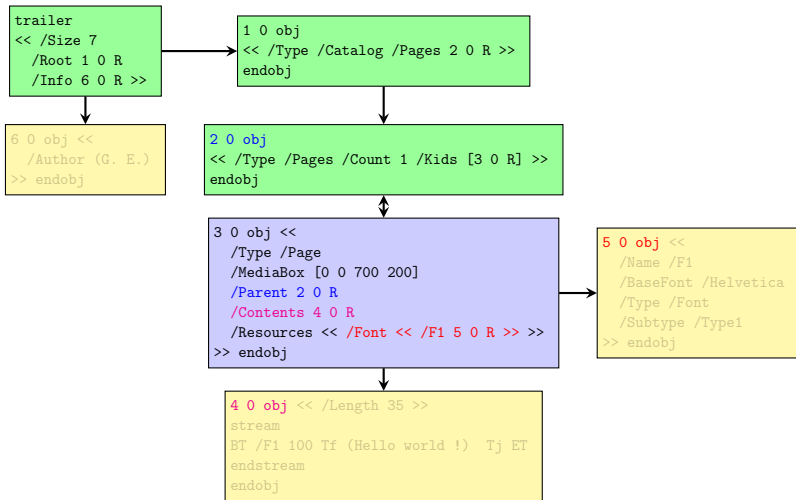 trailer
<< /Size 7
/Root 1 0 R
/Info 6 0 R >>
1 0 obj
<< /Type /Catalog /Pages 2 0 R >>
endobj
6 0 obj <<
/Author (G. E.)
>> endobj
2 0 obj
<< /Type /Pages /Count 1 /Kids [3 0 R] >>
endobj
3 0 obj <<
/Type /Page
/MediaBox [0 0 700 200]
/Parent 2 0 R
/Contents 4 0 R
/Resources << /Font << /F1 5 0 R >> >>
>> endobj
5 0 obj <<
/Name /F1
/BaseFont /Helvetica
/Type /Font
/Subtype /Type1
>> endobj
4 0 obj << /Length 35 >>
stream
BT /F1 100 Tf (Hello world !) Tj ET
endstream
endobj